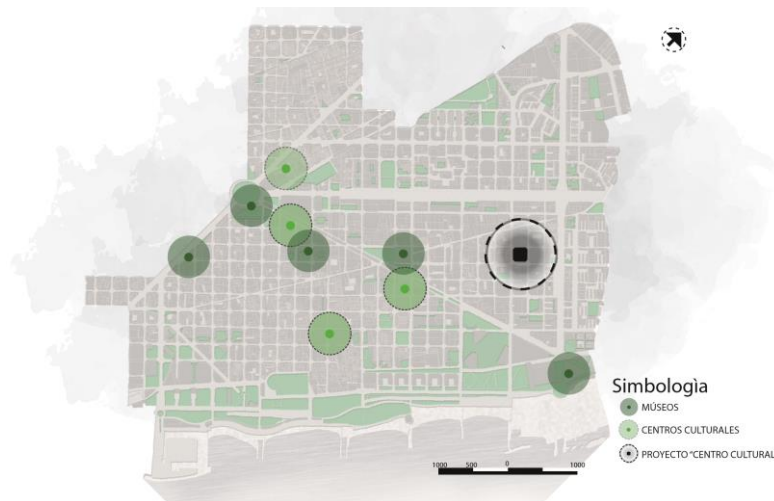 Simbologìa
MÚSEOS
CENTROS CULTURALES
PROYECTO “CENTRO CULTURAL
1000 500 0 1000